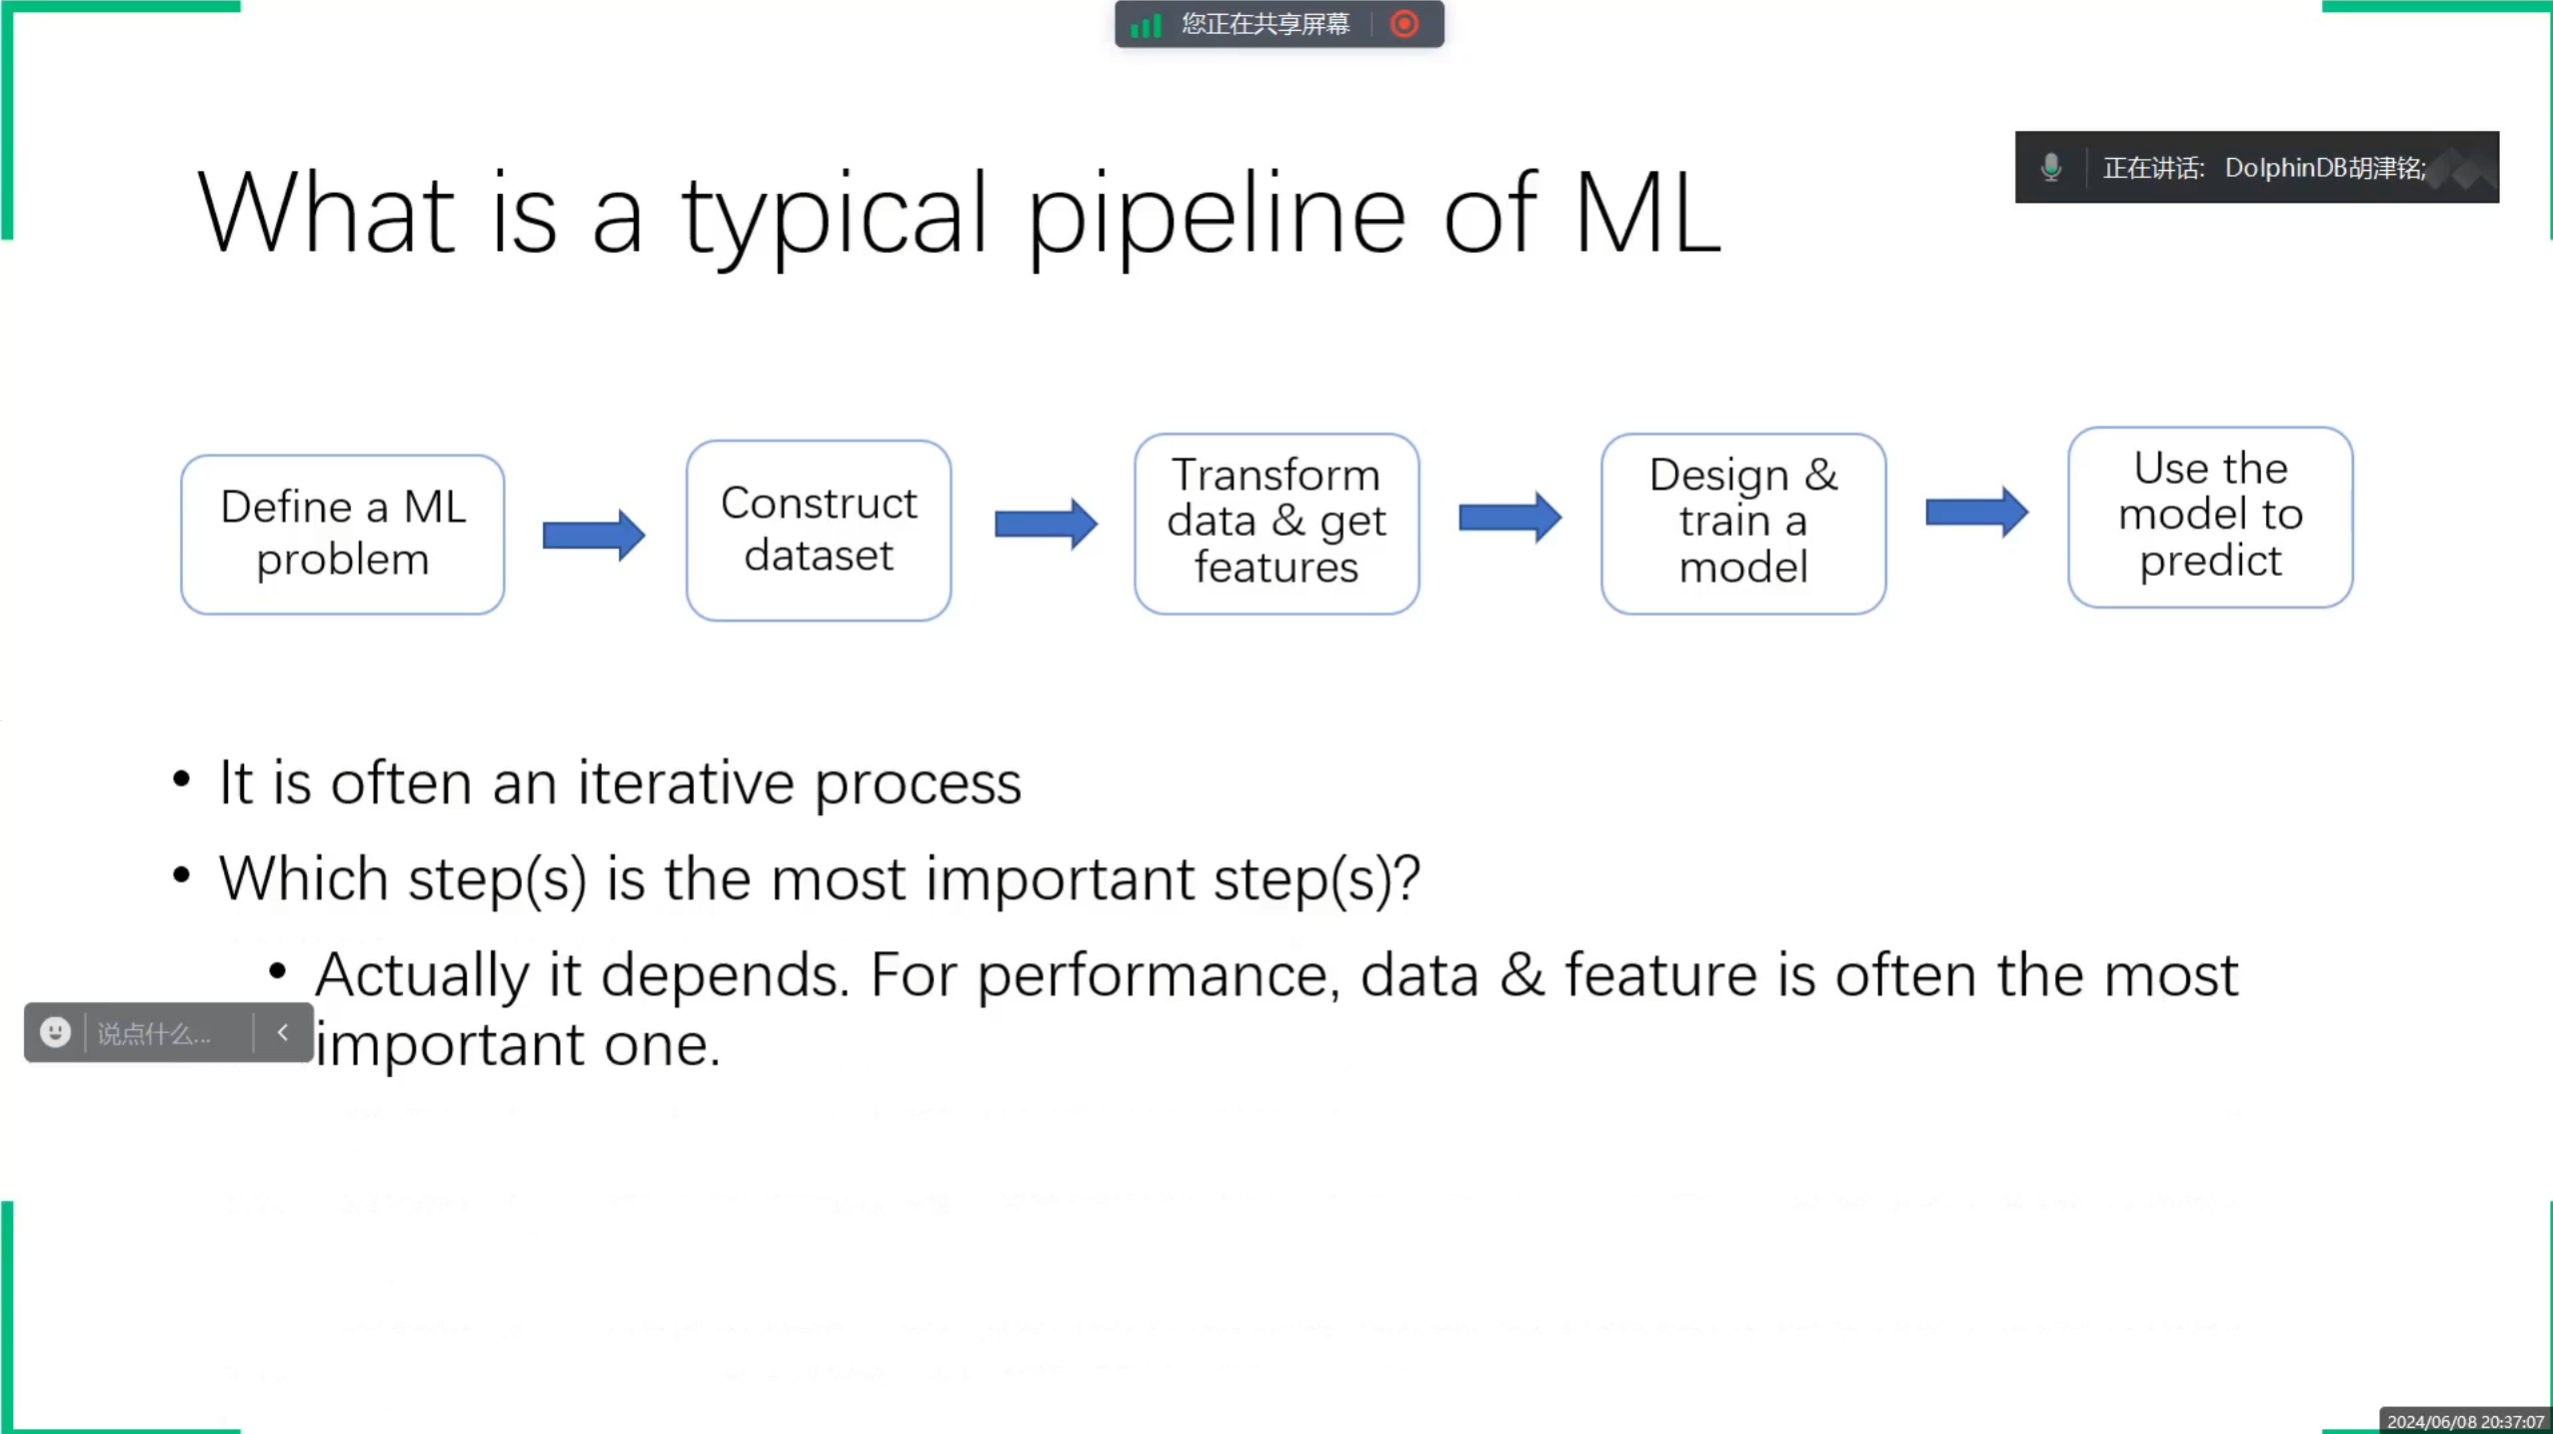 您正在共享屏幕
What is a typical pipeline of ML
正在讲话: DolphinDB胡津铭;
Define a ML
problem
Construct
dataset
Transform
data & get
features
Design &
train a
model
Use the
model to
predict
• It is often an iterative process
• Which step(s) is the most important step(s)?
• Actually it depends. For performance, data & feature is often the most
important one.
说点什么...
2024/06/08 20:37:07